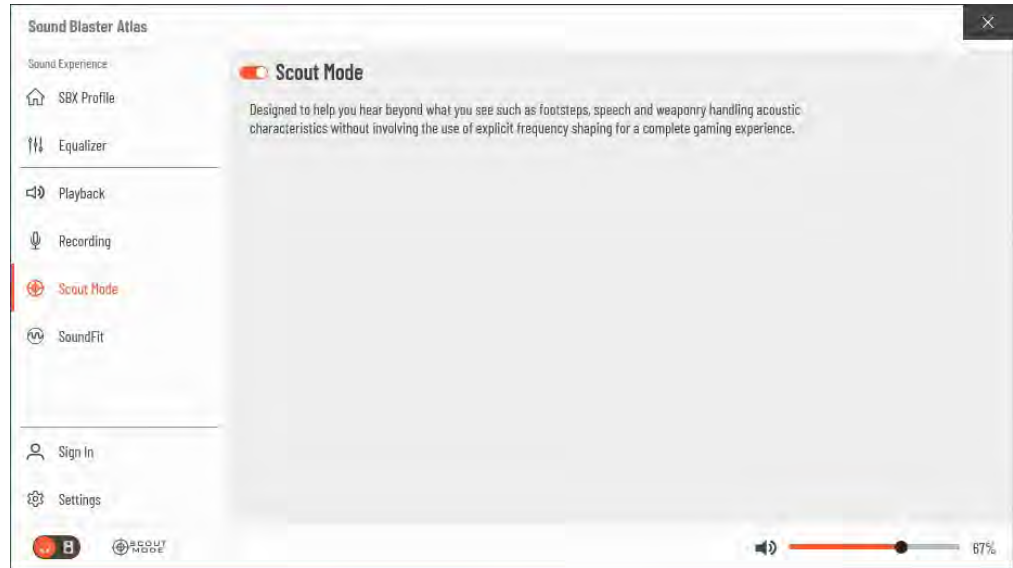 Sound Blaster Atlas
Sound Experience
SBX Profile
Equalizer
Playback
Recording
Scout Mode
SoundFit
Sign In
Settings
Scout Mode
Designed to help you hear beyond what you see such as footsteps, speech and weaponry handling acoustic
characteristics without involving the use of explicit frequency shaping for a complete gaming experience.
SCOUT
MODE
67%